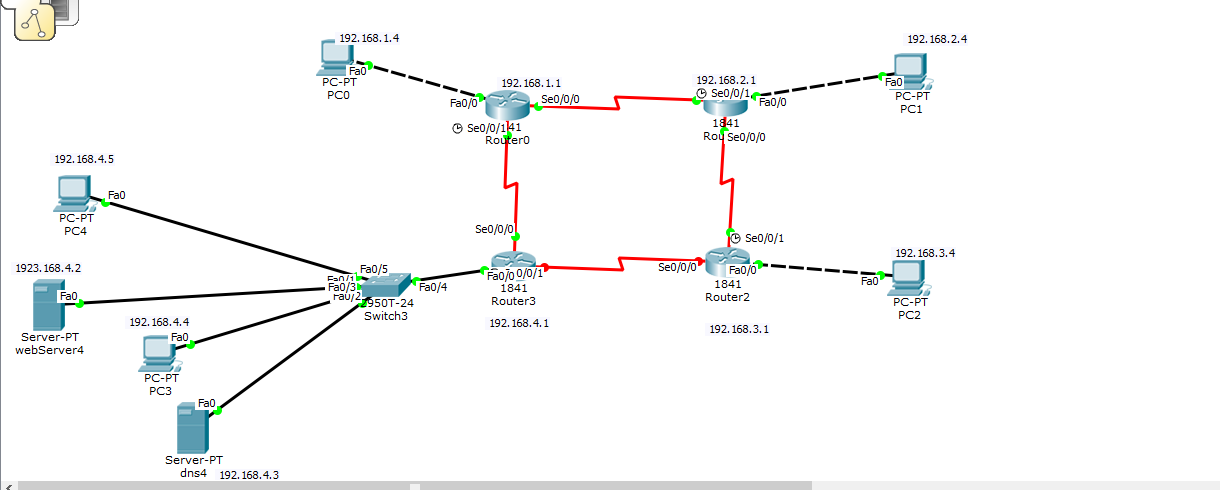 192.168.1.4
Fa0
PC-PT
PC0
192.168.1.1
Fa0/0
Se0/0/0
Se0/0/1
41
Router0
192.168.2.1
Se0/0/1
Fa0/0
1841
Rou
Se0/0/0
192.168.2.4
Fa0
PC-PT
PC1
192.168.4.5
Fa0
PC-PT
PC4
1923.168.4.2
Fa0
Server-PT
webServer4
192.168.4.4
Fa0
PC-PT
PC3
Fa0
Server-PT
dns4
192.168.4.3
Fa0/5
Fa0/1
Fa0/3
Fa0/2
Fa0/4
2950T-24
Switch3
Se0/0/0
Fa0/0
0/0/1
1841
Router3
192.168.4.1
Se0/0/1
Se0/0/0
Fa0/0
1841
Router2
192.168.3.1
192.168.3.4
Fa0
PC-PT
PC2